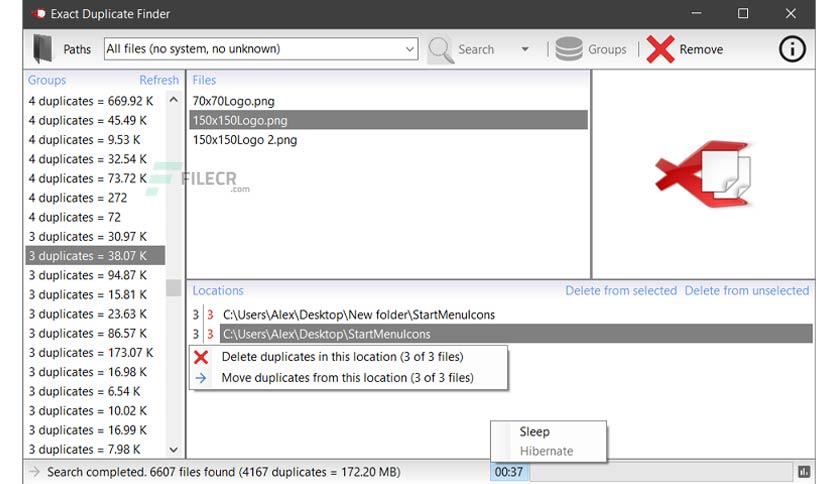 Exact Duplicate Finder
Paths All files (no system, no unknown) Search Groups Remove
Groups Refresh
4 duplicates = 669.92 K
4 duplicates = 45.49 K
4 duplicates = 9.53 K
4 duplicates = 32.54 K
4 duplicates = 73.72 K
4 duplicates = 272
4 duplicates = 72
3 duplicates = 30.97 K
3 duplicates = 38.07 K
3 duplicates = 94.87 K
3 duplicates = 15.81 K
3 duplicates = 23.63 K
3 duplicates = 86.57 K
3 duplicates = 173.07 K
3 duplicates = 16.98 K
3 duplicates = 6.54 K
3 duplicates = 10.02 K
3 duplicates = 16.99 K
3 duplicates = 7.98 K
Files
70x70Logo.png
150x150Logo.png
150x150Logo 2.png
FILECR
.com
Locations Delete from selected Delete from unselected
3 3 C:\Users\Alex\Desktop\New folder\StartMenuIcons
3 3 C:\Users\Alex\Desktop\StartMenuIcons
Delete duplicates in this location (3 of 3 files)
Move duplicates from this location (3 of 3 files)
Sleep
Hibernate
Search completed. 6607 files found (4167 duplicates = 172.20 MB) 00:37